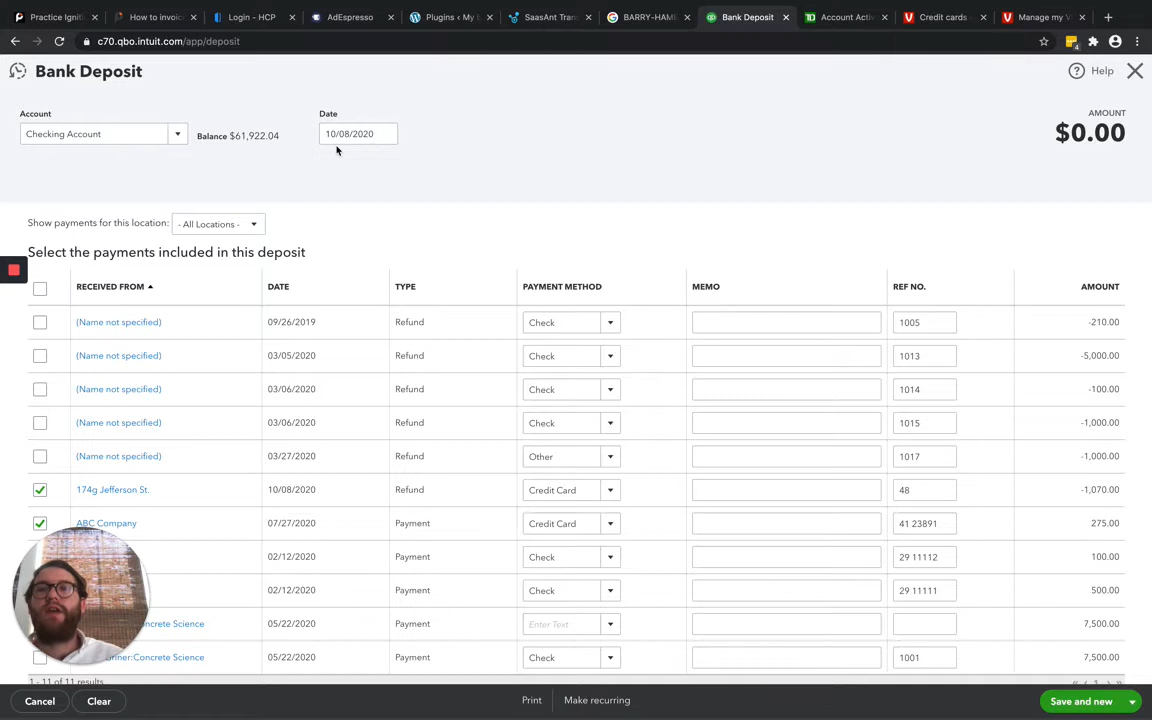 Practice Igniti
How to invoic
Login - HCP
AdEspresso
Plugins ‹ My b
SaasAnt Tran
BARRY-HAM
Bank Deposit
Account Activ
Credit cards -
Manage my V
c70.qbo.intuit.com/app/deposit
4
Bank Deposit
Help
Account
Date
AMOUNT
Checking Account
Balance $61,922.04
10/08/2020
$0.00
Show payments for this location:
- All Locations -
Select the payments included in this deposit
RECEIVED FROM DATE TYPE PAYMENT METHOD MEMO REF NO. AMOUNT
(Name not specified) 09/26/2019 Refund Check 1005 -210.00
(Name not specified) 03/05/2020 Refund Check 1013 -5,000.00
(Name not specified) 03/06/2020 Refund Check 1014 -100.00
(Name not specified) 03/06/2020 Refund Check 1015 -1,000.00
(Name not specified) 03/27/2020 Refund Other 1017 -1,000.00
174g Jefferson St. 10/08/2020 Refund Credit Card 48 -1,070.00
ABC Company 07/27/2020 Payment Credit Card 41 23891 275.00
02/12/2020 Payment Check 29 11112 100.00
02/12/2020 Payment Check 29 11111 500.00
oncrete Science 05/22/2020 Payment Enter Text 7,500.00
nner:Concrete Science 05/22/2020 Payment Check 1001 7,500.00
1 - 11 of 11 results
1
Cancel
Clear
Print
Make recurring
Save and new